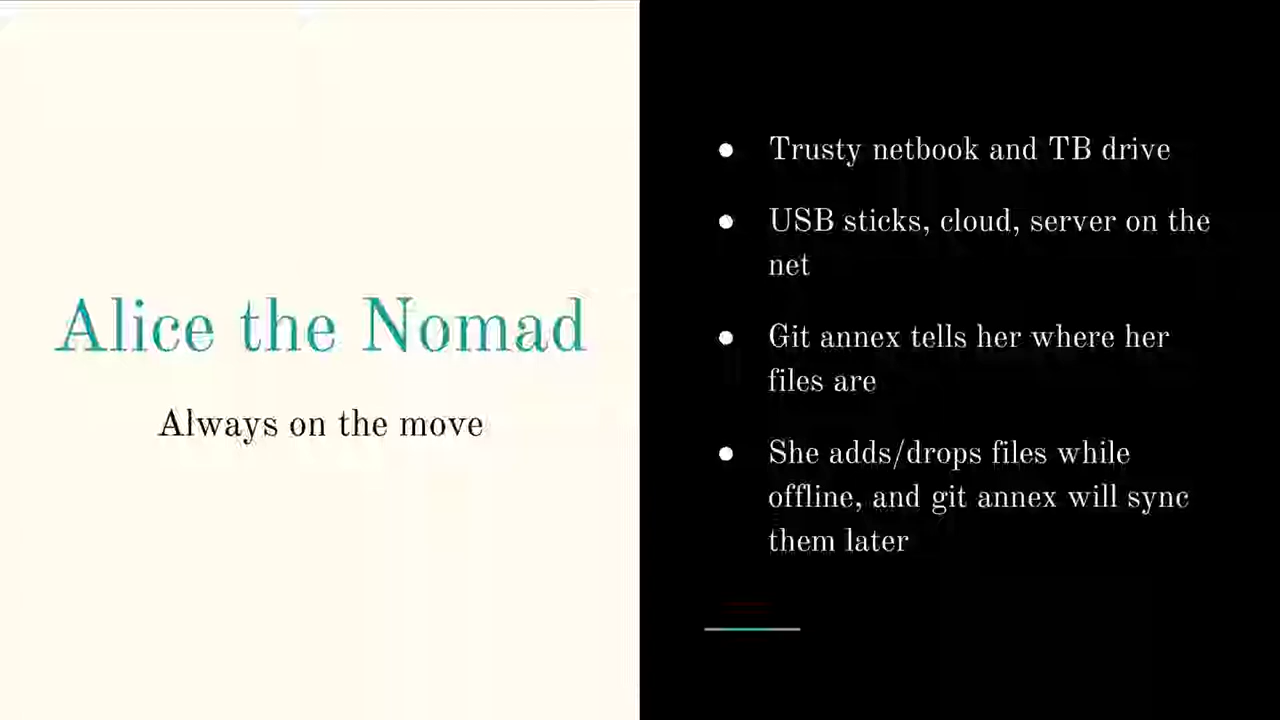 Alice the Nomad
Always on the move
● Trusty netbook and TB drive
● USB sticks, cloud, server on the
net
● Git annex tells her where her
files are
● She adds/drops files while
offline, and git annex will sync
them later